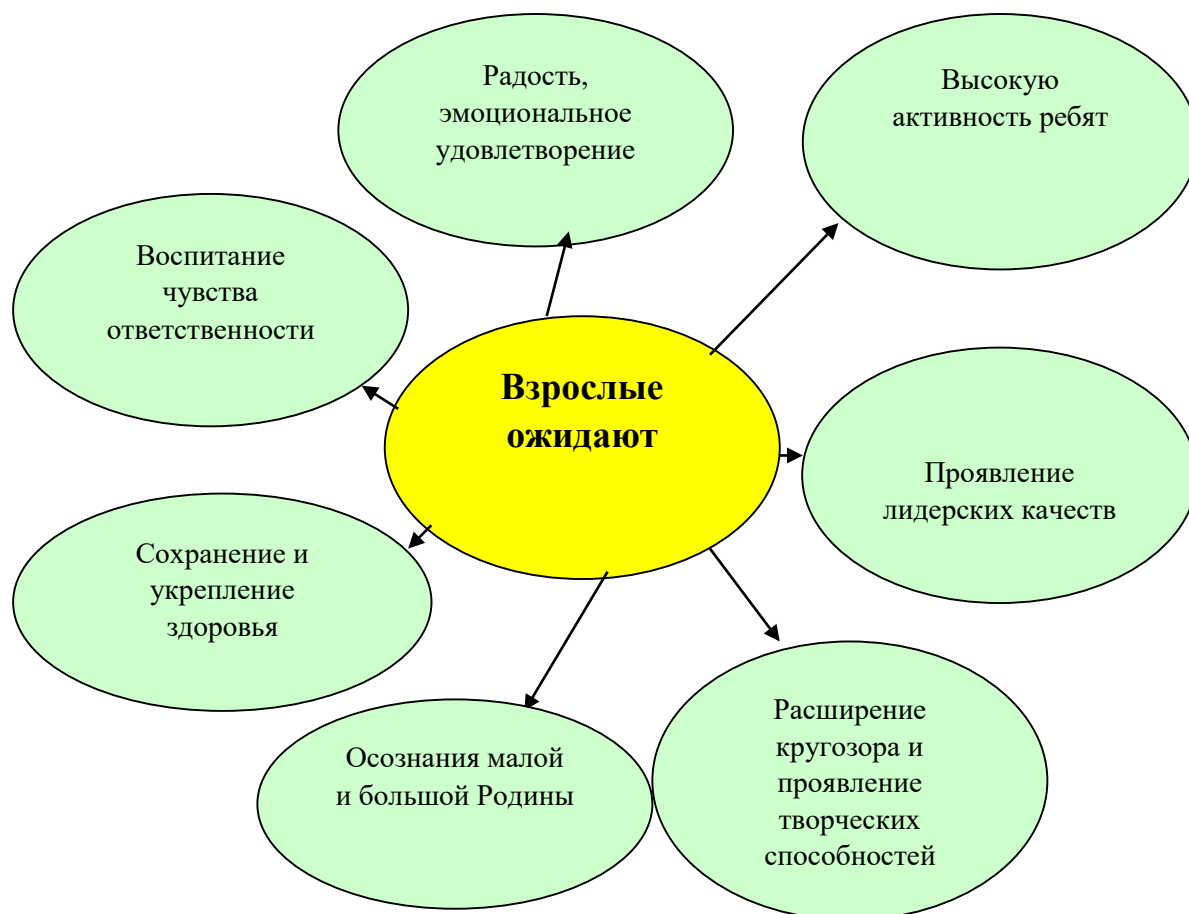 Радость,
эмоциональное
удовлетворение
Высокую
активность ребят
Воспитание
чувства
ответственности
Взрослые
ожидают
Проявление
лидерских качеств
Сохранение и
укрепление
здоровья
Осознания малой
и большой Родины
Расширение
кругозора и
проявление
творческих
способностей